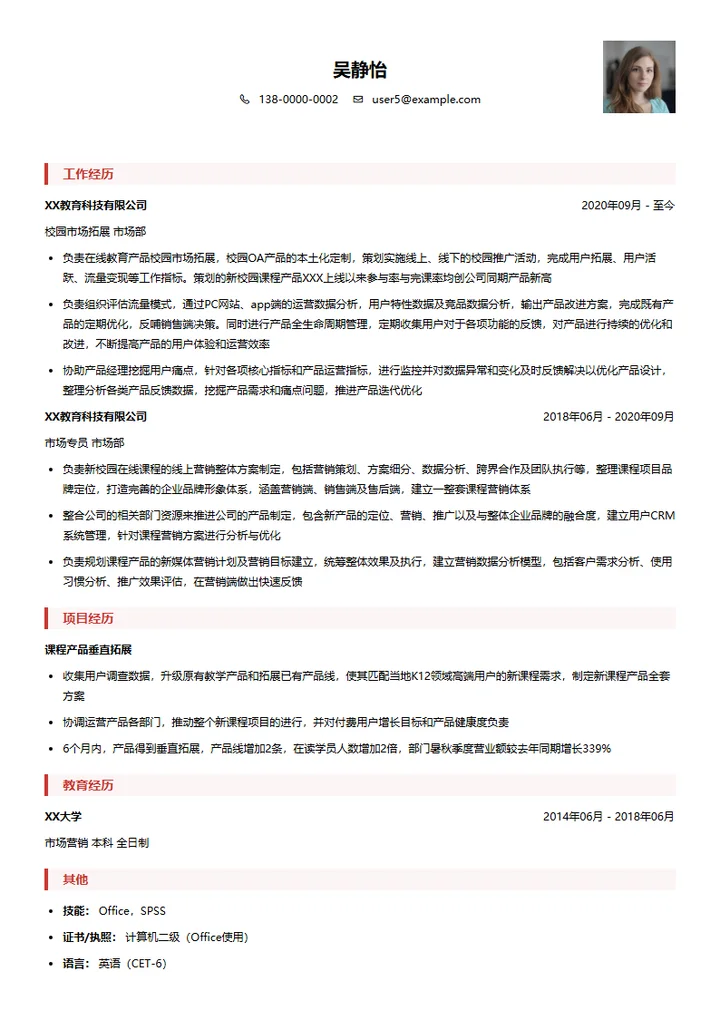 吴静怡
138-0000-0002 user5@example.com
工作经历
XX教育科技有限公司 2020年09月 - 至今
校园市场拓展 市场部
• 负责在线教育产品校园市场拓展，校园OA产品的本土化定制，策划实施线上、线下的校园推广活动，完成用户拓展、用户活
跃、流量变现等工作指标。策划的新校园课程产品XXX上线以来参与率与完课率均创公司同期产品新高
• 负责组织评估流量模式，通过PC网站、app端的运营数据分析，用户特性数据及竞品数据分析，输出产品改进方案，完成既有产
品的定期优化，反哺销售端决策。同时进行产品全生命周期管理，定期收集用户对于各项功能的反馈，对产品进行持续的优化和
改进，不断提高产品的用户体验和运营效率
• 协助产品经理挖掘用户痛点，针对各项核心指标和产品运营指标，进行监控并对数据异常和变化及时反馈解决以优化产品设计，
整理分析各类产品反馈数据，挖掘产品需求和痛点问题，推进产品迭代优化
XX教育科技有限公司 2018年06月 - 2020年09月
市场专员 市场部
• 负责新校园在线课程的线上营销整体方案制定，包括营销策划、方案细分、数据分析、跨界合作及团队执行等，整理课程项目品
牌定位，打造完善的企业品牌形象体系，涵盖营销端、销售端及售后端，建立一整套课程营销体系
• 整合公司的相关部门资源来推进公司的产品制定，包含新产品的定位、营销、推广以及与整体企业品牌的融合度，建立用户CRM
系统管理，针对课程营销方案进行分析与优化
• 负责规划课程产品的新媒体营销计划及营销目标建立，统筹整体效果及执行，建立营销数据分析模型，包括客户需求分析、使用
习惯分析、推广效果评估，在营销端做出快速反馈
项目经历
课程产品垂直拓展
• 收集用户调查数据，升级原有教学产品和拓展已有产品线，使其匹配当地K12领域高端用户的新课程需求，制定新课程产品全套
方案
• 协调运营产品各部门，推动整个新课程项目的进行，并对付费用户增长目标和产品健康度负责
• 6个月内，产品得到垂直拓展，产品线增加2条，在读学员人数增加2倍，部门暑秋季度营业额较去年同期增长339%
教育经历
XX大学 2014年06月 - 2018年06月
市场营销 本科 全日制
其他
• 技能： Office，SPSS
• 证书/执照： 计算机二级（Office使用）
• 语言： 英语（CET-6）